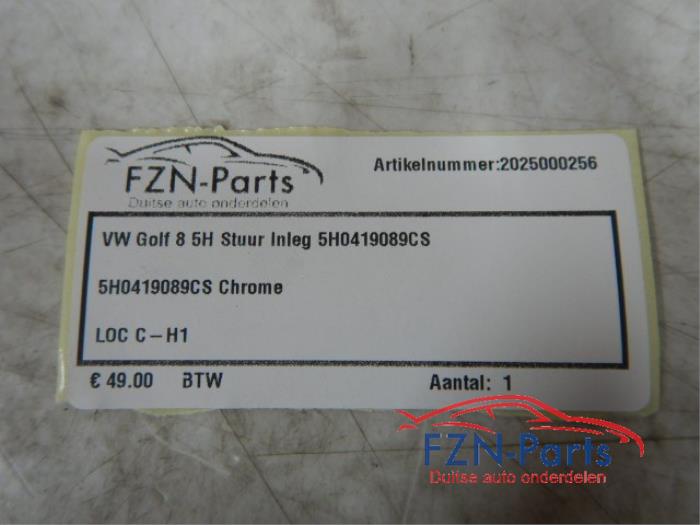 FZN-Parts
Duitse auto onderdelen
Artikelnummer:2025000256
VW Golf 8 5H Stuur Inleg 5H0419089CS
5H0419089CS Chrome
LOC C-H1
€ 49.00 BTW Aantal: 1
FZN-Parts
Duitse auto onderdelen